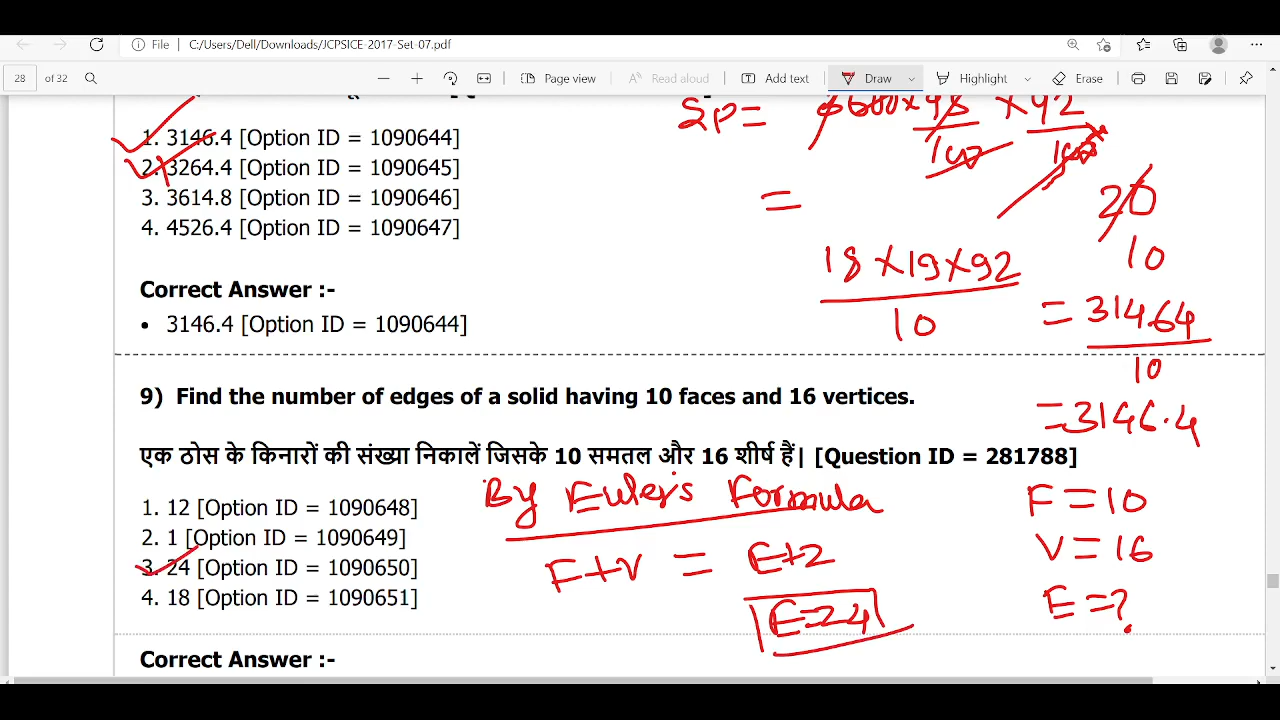 File C:/Users/Dell/Downloads/JCPSICE-2017-Set-07.pdf
28 of 32 Page view Read aloud Add text Draw Highlight Erase
SP=
1. 3146.4 [Option ID = 1090644]
2. 3264.4 [Option ID = 1090645]
3. 3614.8 [Option ID = 1090646]
4. 4526.4 [Option ID = 1090647]
=
20
10
18 x 19 x 92
10
= 31464
10
= 3146.4
Correct Answer :-
• 3146.4 [Option ID = 1090644]
9) Find the number of edges of a solid having 10 faces and 16 vertices.
एक ठोस के किनारों की संख्या निकालें जिसके 10 समतल और 16 शीर्ष हैं। [Question ID = 281788]
1. 12 [Option ID = 1090648]
2. 1 [Option ID = 1090649]
3. 24 [Option ID = 1090650]
4. 18 [Option ID = 1090651]
By Euler's Formula
F+V = E+2
E=24
F = 10
V = 16
E = ?
Correct Answer :-